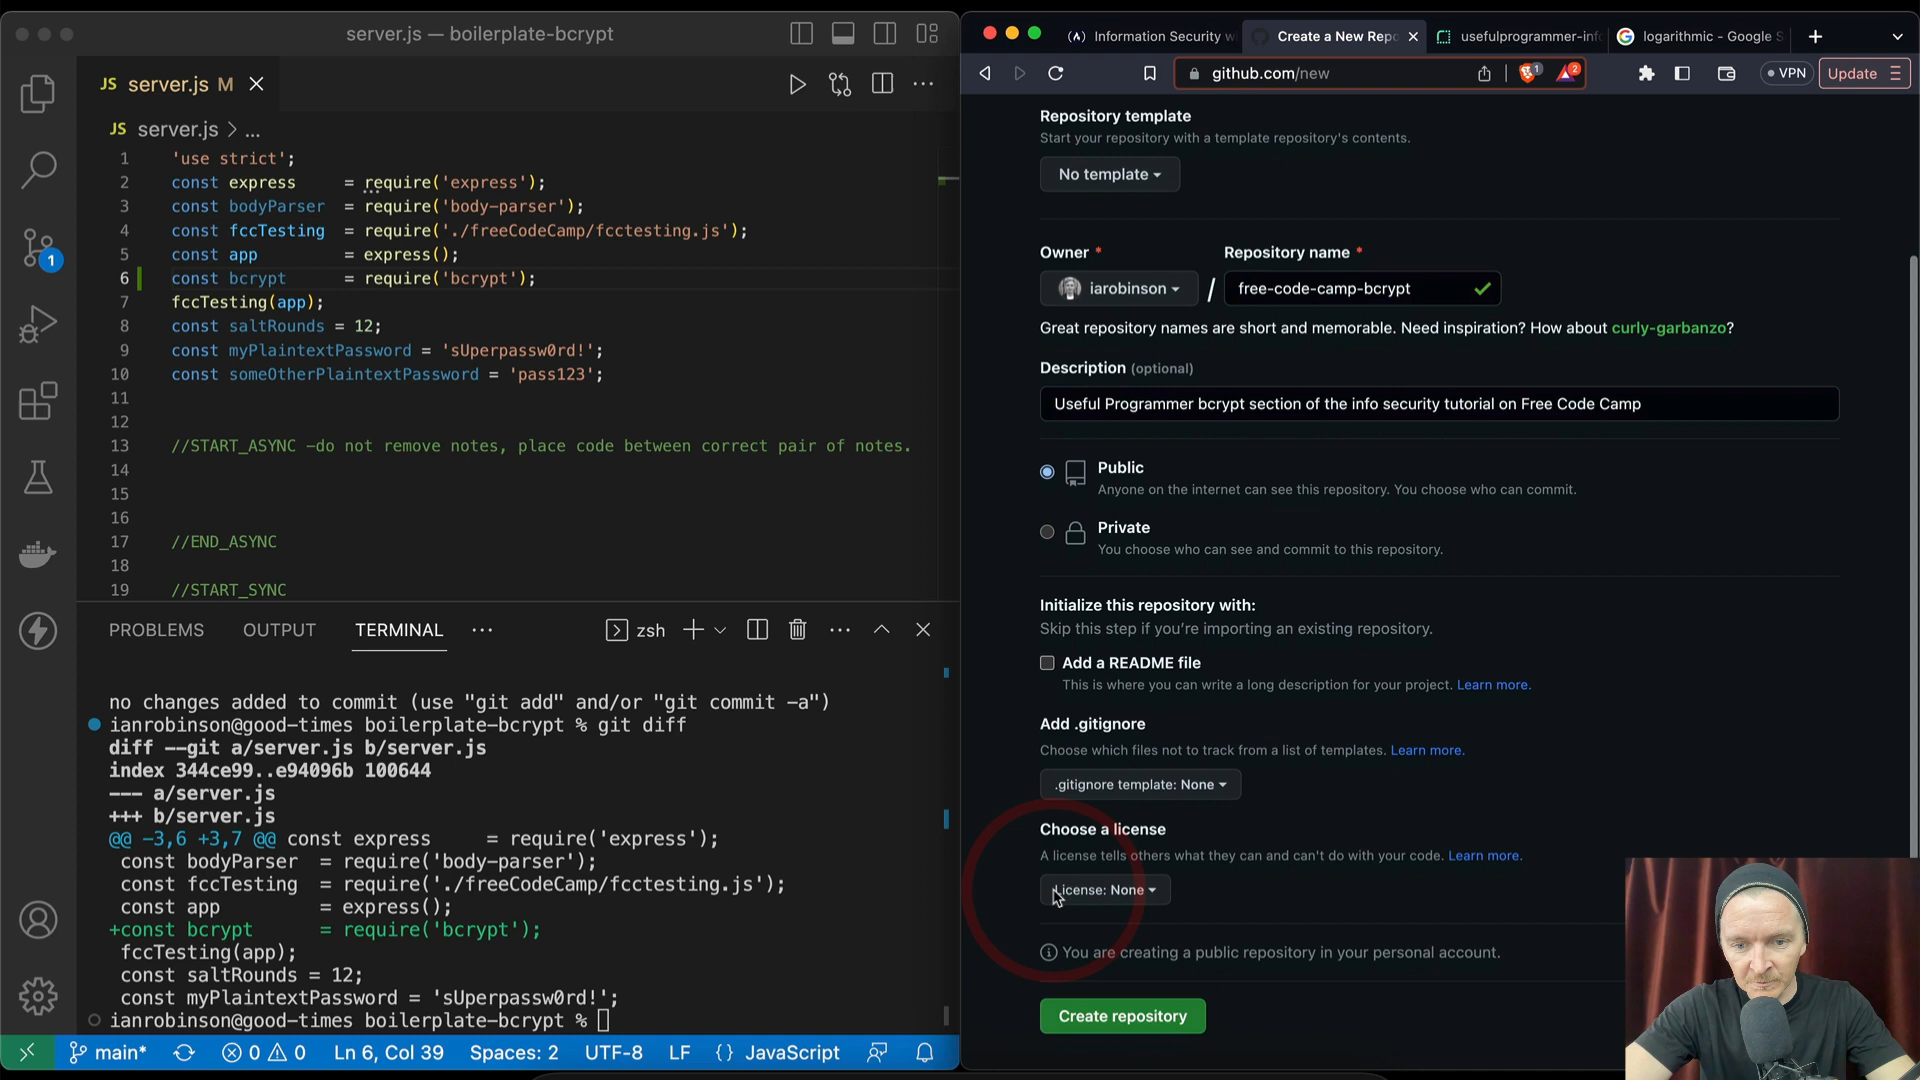 server.js — boilerplate-bcrypt
JS server.js M
JS server.js > ...
1 'use strict';
2 const express = require('express');
3 const bodyParser = require('body-parser');
4 const fccTesting = require('./freeCodeCamp/fcctesting.js');
5 const app = express();
6 const bcrypt = require('bcrypt');
7 fccTesting(app);
8 const saltRounds = 12;
9 const myPlaintextPassword = 'sUperpassw0rd!';
10 const someOtherPlaintextPassword = 'pass123';
11
12
13 //START_ASYNC -do not remove notes, place code between correct pair of notes.
14
15
16
17 //END_ASYNC
18
19 //START_SYNC
1
PROBLEMS OUTPUT TERMINAL ... zsh
no changes added to commit (use "git add" and/or "git commit -a")
ianrobinson@good-times boilerplate-bcrypt % git diff
diff --git a/server.js b/server.js
index 344ce99..e94096b 100644
--- a/server.js
+++ b/server.js
@@ -3,6 +3,7 @@ const express = require('express');
const bodyParser = require('body-parser');
const fccTesting = require('./freeCodeCamp/fcctesting.js');
const app = express();
+const bcrypt = require('bcrypt');
fccTesting(app);
const saltRounds = 12;
const myPlaintextPassword = 'sUperpassw0rd!';
ianrobinson@good-times boilerplate-bcrypt %
main* 0 0 Ln 6, Col 39 Spaces: 2 UTF-8 LF {} JavaScript
(A) Information Security w Create a New Repo usefulprogrammer-info logarithmic - Google S
github.com/new 1 2 VPN Update
Repository template
Start your repository with a template repository's contents.
No template
Owner * Repository name *
iarobinson / free-code-camp-bcrypt
Great repository names are short and memorable. Need inspiration? How about curly-garbanzo?
Description (optional)
Useful Programmer bcrypt section of the info security tutorial on Free Code Camp
Public
Anyone on the internet can see this repository. You choose who can commit.
Private
You choose who can see and commit to this repository.
Initialize this repository with:
Skip this step if you're importing an existing repository.
Add a README file
This is where you can write a long description for your project. Learn more.
Add .gitignore
Choose which files not to track from a list of templates. Learn more.
.gitignore template: None
Choose a license
A license tells others what they can and can't do with your code. Learn more.
License: None
You are creating a public repository in your personal account.
Create repository